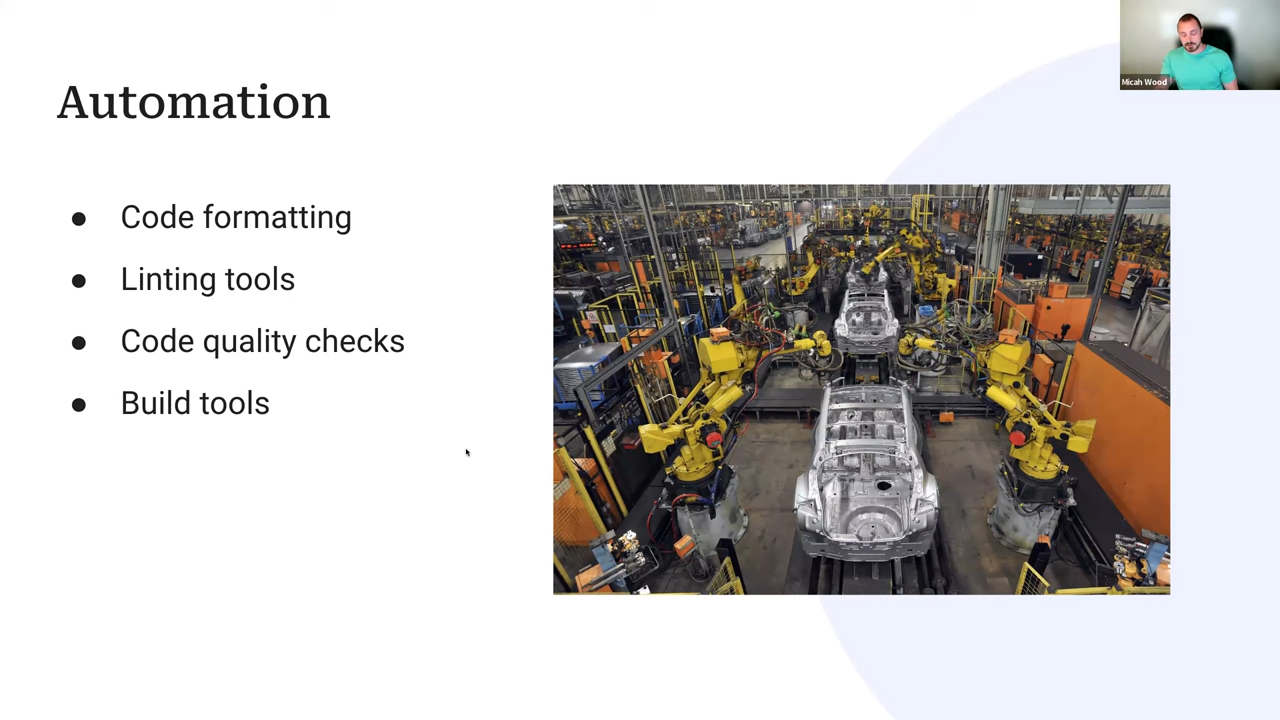 Automation
● Code formatting
● Linting tools
● Code quality checks
● Build tools
Micah Wood